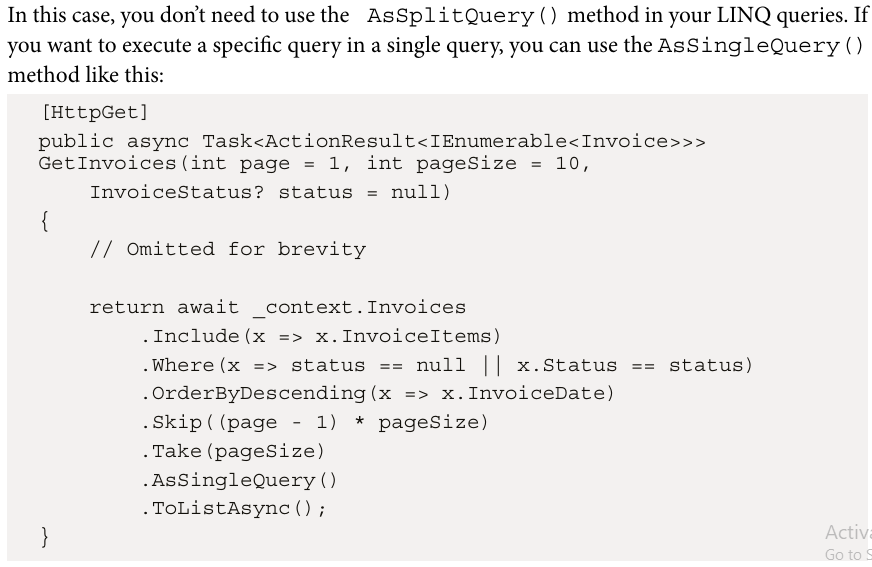 In this case, you don’t need to use the AsSplitQuery() method in your LINQ queries. If
you want to execute a specific query in a single query, you can use the AsSingleQuery()
method like this:
[HttpGet]
public async Task<ActionResult<IEnumerable<Invoice>>>
GetInvoices(int page = 1, int pageSize = 10,
    InvoiceStatus? status = null)
{
    // Omitted for brevity
    return await _context.Invoices
        .Include(x => x.InvoiceItems)
        .Where(x => status == null || x.Status == status)
        .OrderByDescending(x => x.InvoiceDate)
        .Skip((page - 1) * pageSize)
        .Take(pageSize)
        .AsSingleQuery()
        .ToListAsync();
}
Activa
Go to S